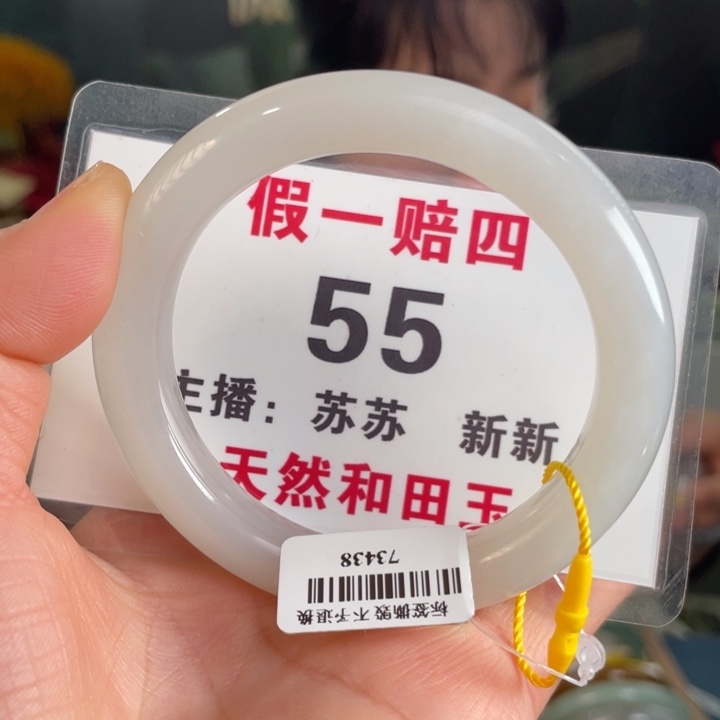 假一赔四
55
主播：苏苏 新新
天然和田玉
73438
标签撕毁 不予退换